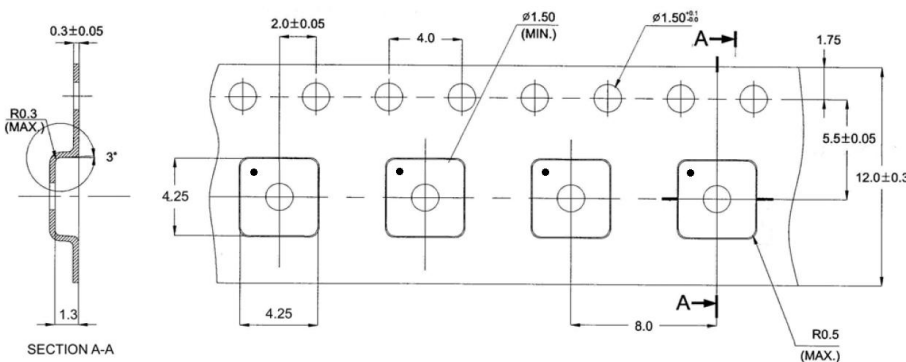 0.3±0.05
2.0±0.05
4.0
ø1.50
(MIN.)
ø1.50+0.1
-0.0
A
1.75
R0.3
(MAX.)
3°
5.5±0.05
4.25
12.0±0.3
1.3
4.25
8.0
A
R0.5
(MAX.)
SECTION A-A